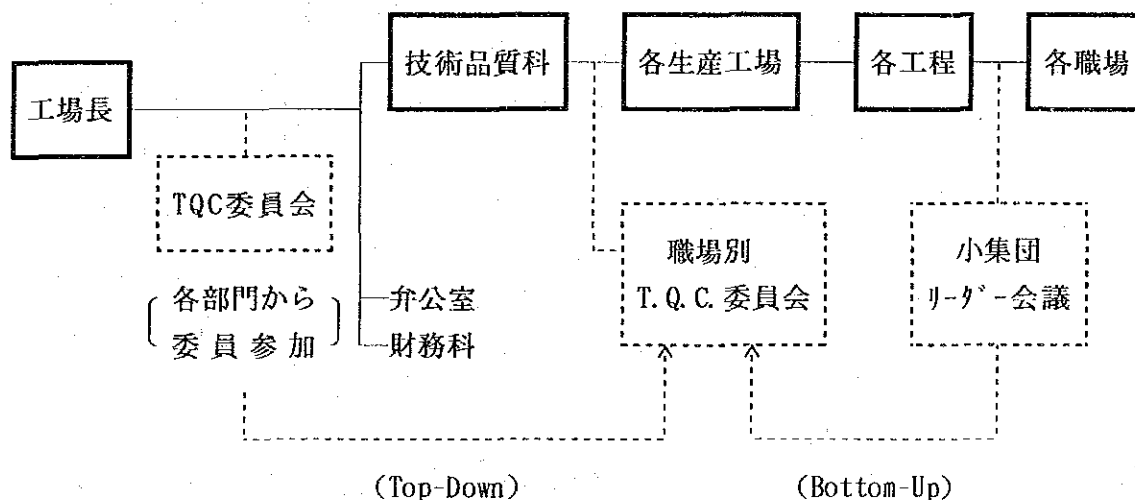 工場長
技術品質科
各生産工場
各工程
各職場
TQC委員会
各部門から
委員参加
弁公室
財務科
職場別
T.Q.C.委員会
小集団
ﾘｰﾀﾞｰ会議
(Top-Down)
(Bottom-Up)